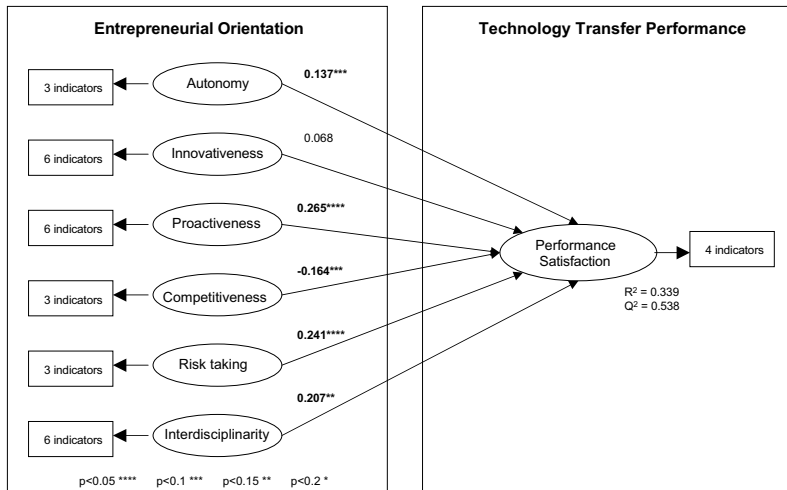 Entrepreneurial Orientation
Technology Transfer Performance
3 indicators
Autonomy
0.137***
6 indicators
Innovativeness
0.068
6 indicators
Proactiveness
0.265****
3 indicators
Competitiveness
-0.164***
3 indicators
Risk taking
0.241****
6 indicators
Interdisciplinarity
0.207**
Performance
Satisfaction
4 indicators
R² = 0.339
Q² = 0.538
p<0.05 **** p<0.1 *** p<0.15 ** p<0.2 *